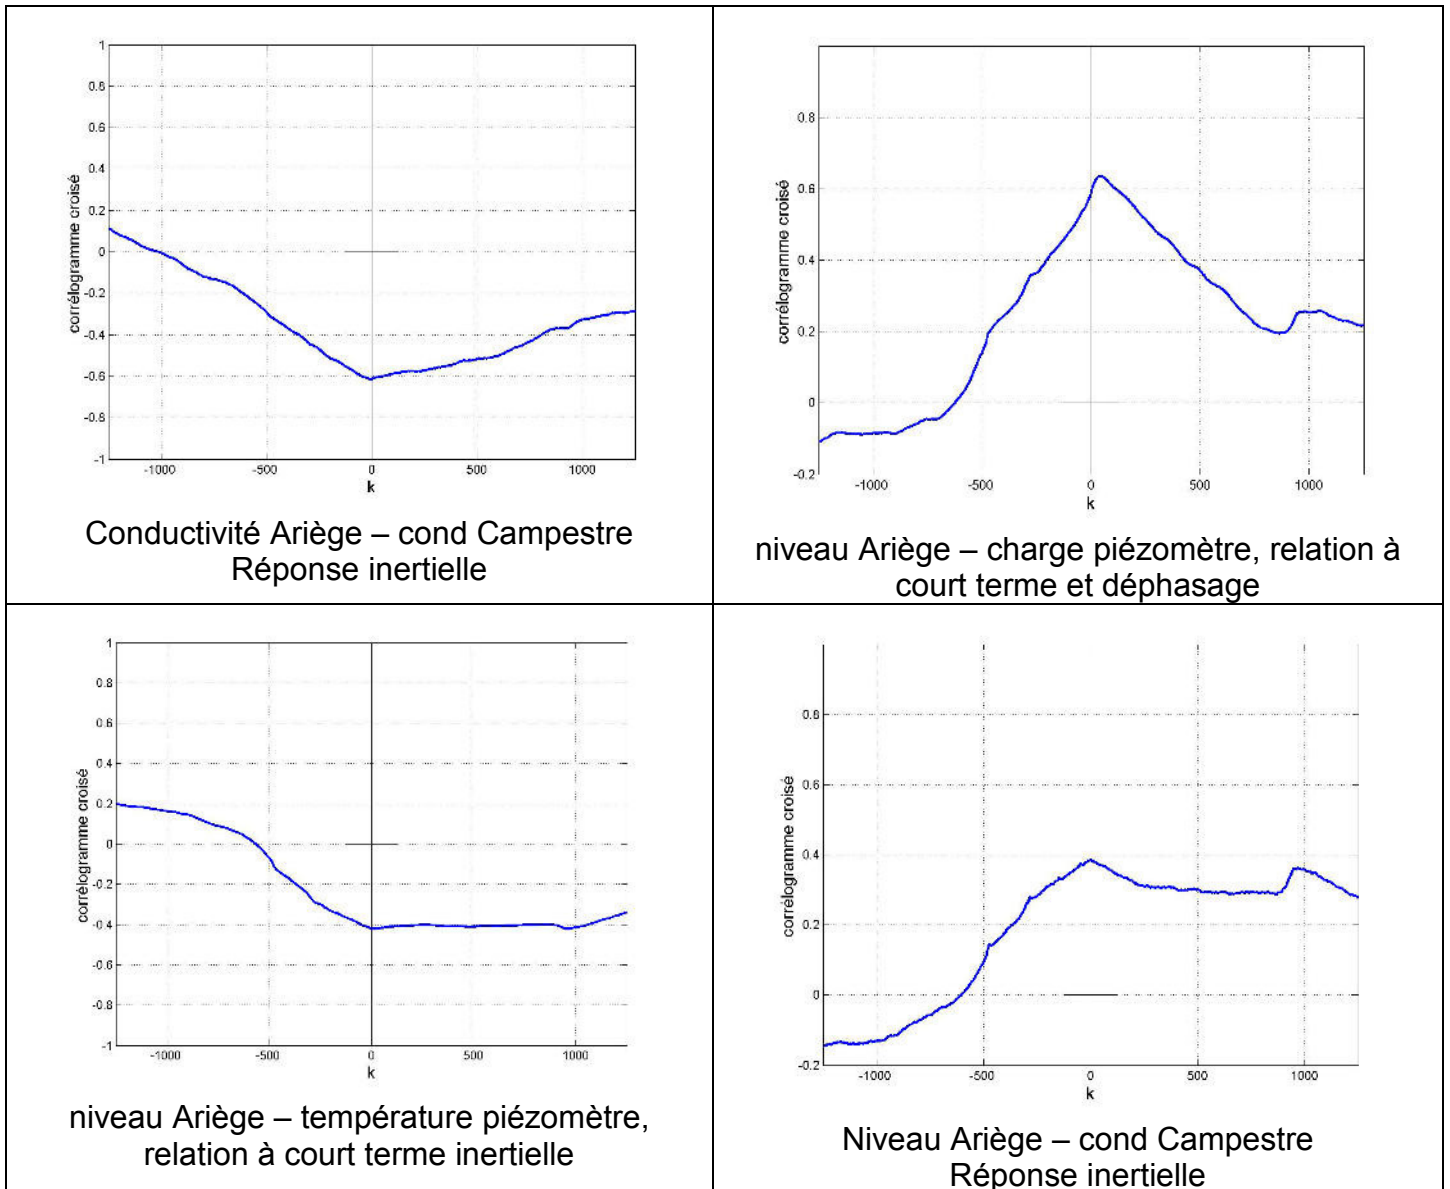 1
0.8
0.6
0.4
0.2
0
-0.2
-0.4
-0.6
-0.8
-1
corrélogramme croisé
-1000 -500 0 500 1000
k
Conductivité Ariège – cond Campestre
Réponse inertielle
0.8
0.6
0.4
0.2
0
-0.2
corrélogramme croisé
-1000 -500 0 500 1000
k
niveau Ariège – charge piézomètre, relation à
court terme et déphasage
1
0.8
0.6
0.4
0.2
0
-0.2
-0.4
-0.6
-0.8
-1
corrélogramme croisé
-1000 -500 0 500 1000
k
niveau Ariège – température piézomètre,
relation à court terme inertielle
0.8
0.6
0.4
0.2
0
-0.2
corrélogramme croisé
-1000 -500 0 500 1000
k
Niveau Ariège – cond Campestre
Réponse inertielle